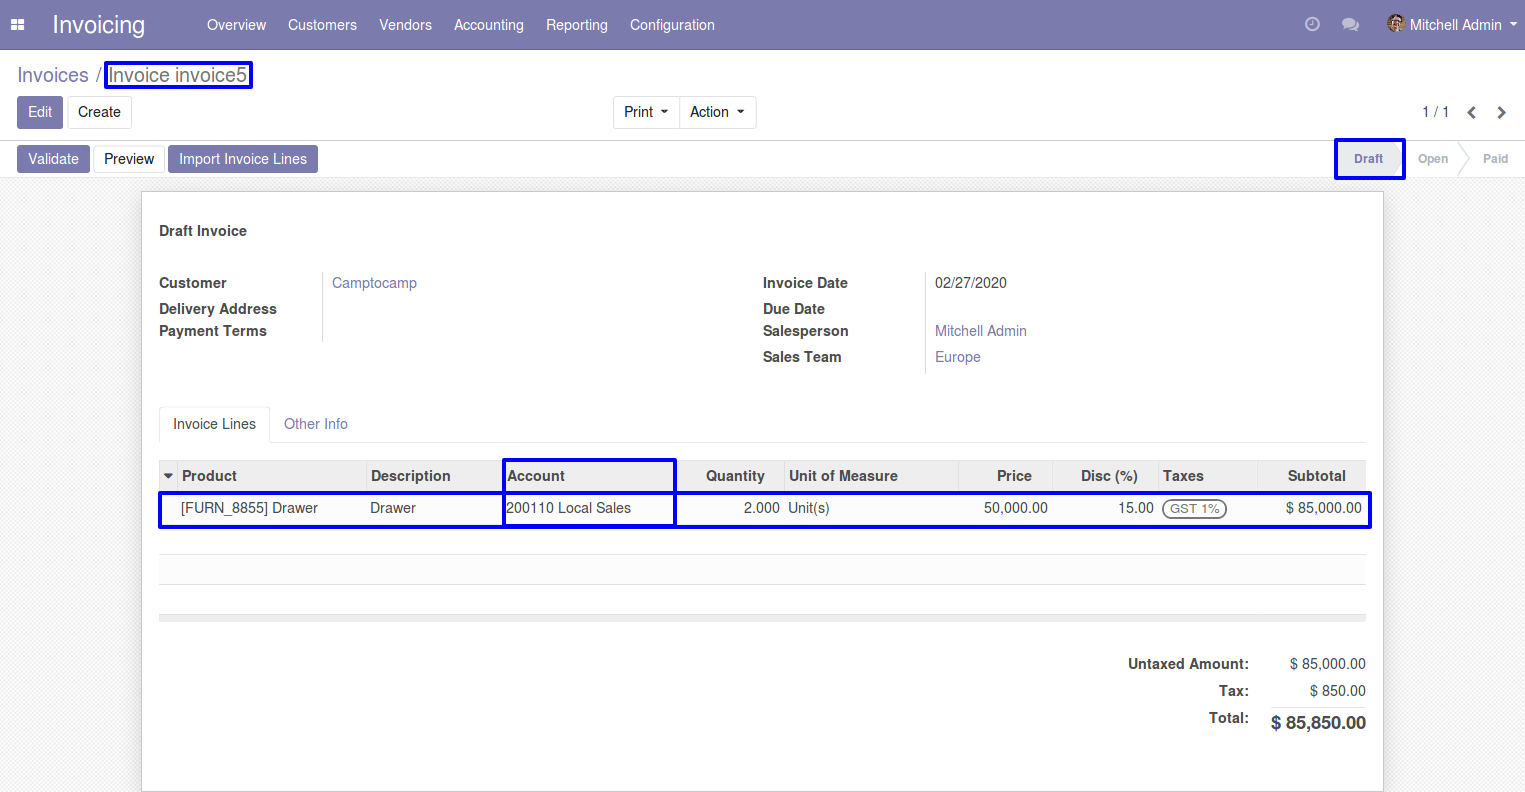 Invoicing Overview Customers Vendors Accounting Reporting Configuration Mitchell Admin
Invoices / Invoice invoice5
Edit Create Print Action 1 / 1
Validate Preview Import Invoice Lines Draft Open Paid
Draft Invoice
Customer Camptocamp Invoice Date 02/27/2020
Delivery Address Due Date
Payment Terms Salesperson Mitchell Admin
Sales Team Europe
Invoice Lines Other Info
Product Description Account Quantity Unit of Measure Price Disc (%) Taxes Subtotal
[FURN_8855] Drawer Drawer 200110 Local Sales 2.000 Unit(s) 50,000.00 15.00 GST 1% $ 85,000.00
Untaxed Amount: $ 85,000.00
Tax: $ 850.00
Total: $ 85,850.00